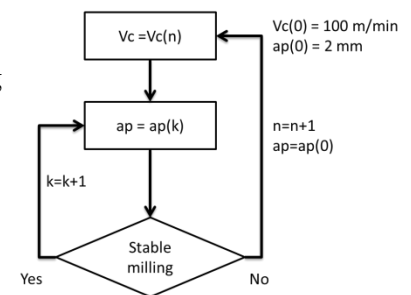 Vc =Vc(n)
Vc(0) = 100 m/min
ap(0) = 2 mm
ap = ap(k)
n=n+1
ap=ap(0)
k=k+1
Stable
milling
Yes
No